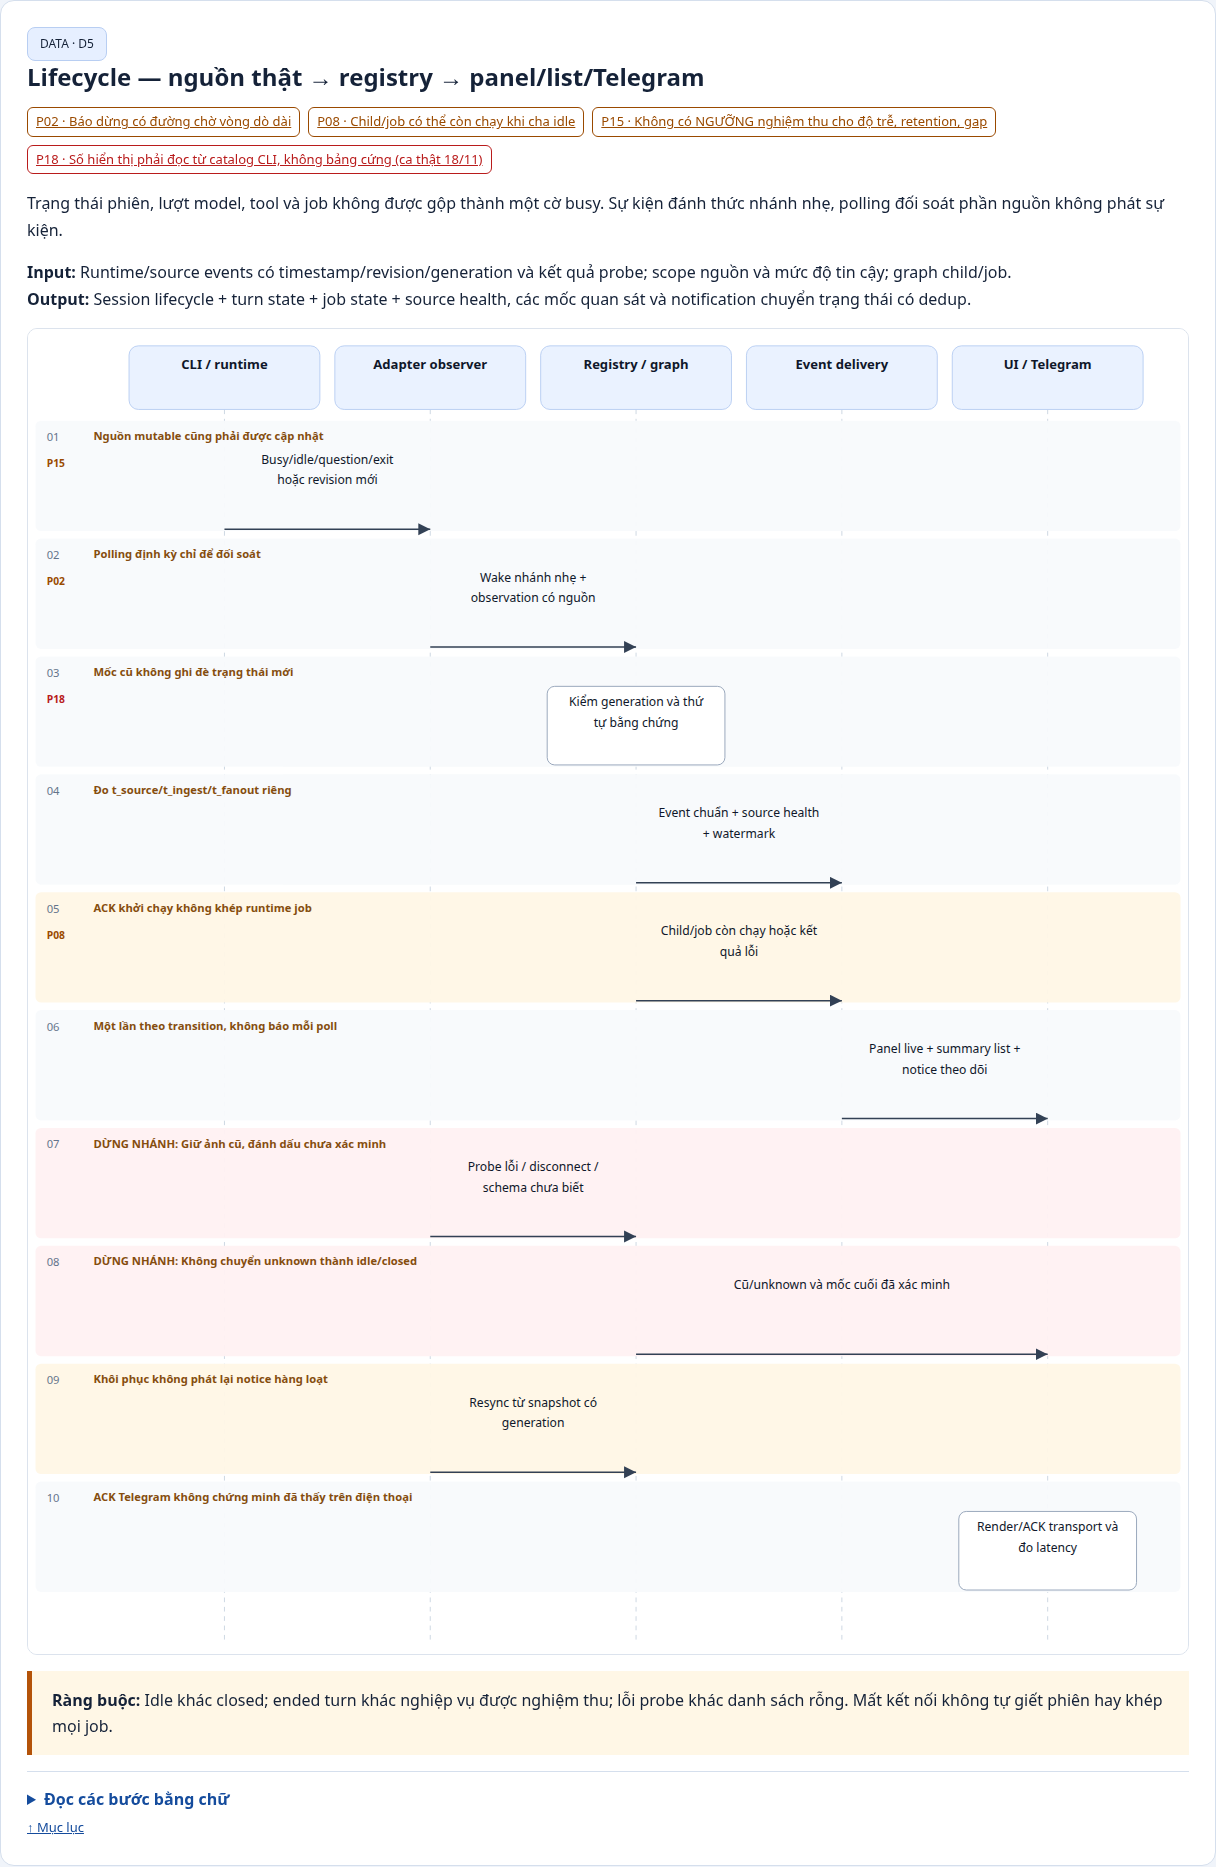 DATA · D5
Lifecycle — nguồn thật → registry → panel/list/Telegram
P02 · Báo dừng có đường chờ vòng dò dài
P08 · Child/job có thể còn chạy khi cha idle
P15 · Không có NGƯỠNG nghiệm thu cho độ trễ, retention, gap
P18 · Số hiển thị phải đọc từ catalog CLI, không bảng cứng (ca thật 18/11)
Trạng thái phiên, lượt model, tool và job không được gộp thành một cờ busy. Sự kiện đánh thức nhánh nhẹ, polling đối soát phần nguồn không phát sự
kiện.
Input: Runtime/source events có timestamp/revision/generation và kết quả probe; scope nguồn và mức độ tin cậy; graph child/job.
Output: Session lifecycle + turn state + job state + source health, các mốc quan sát và notification chuyển trạng thái có dedup.
CLI / runtime
Adapter observer
Registry / graph
Event delivery
UI / Telegram
01
Nguồn mutable cũng phải được cập nhật
P15
Busy/idle/question/exit
hoặc revision mới
02
Polling định kỳ chỉ để đối soát
P02
Wake nhánh nhẹ +
observation có nguồn
03
Mốc cũ không ghi đè trạng thái mới
P18
Kiểm generation và thứ
tự bằng chứng
04
Đo t_source/t_ingest/t_fanout riêng
Event chuẩn + source health
+ watermark
05
ACK khởi chạy không khép runtime job
P08
Child/job còn chạy hoặc kết
quả lỗi
06
Một lần theo transition, không báo mỗi poll
Panel live + summary list +
notice theo dõi
07
DỪNG NHÁNH: Giữ ảnh cũ, đánh dấu chưa xác minh
Probe lỗi / disconnect /
schema chưa biết
08
DỪNG NHÁNH: Không chuyển unknown thành idle/closed
Cũ/unknown và mốc cuối đã xác minh
09
Khôi phục không phát lại notice hàng loạt
Resync từ snapshot có
generation
10
ACK Telegram không chứng minh đã thấy trên điện thoại
Render/ACK transport và
đo latency
Ràng buộc: Idle khác closed; ended turn khác nghiệp vụ được nghiệm thu; lỗi probe khác danh sách rỗng. Mất kết nối không tự giết phiên hay khép
mọi job.
▶ Đọc các bước bằng chữ
↑ Mục lục